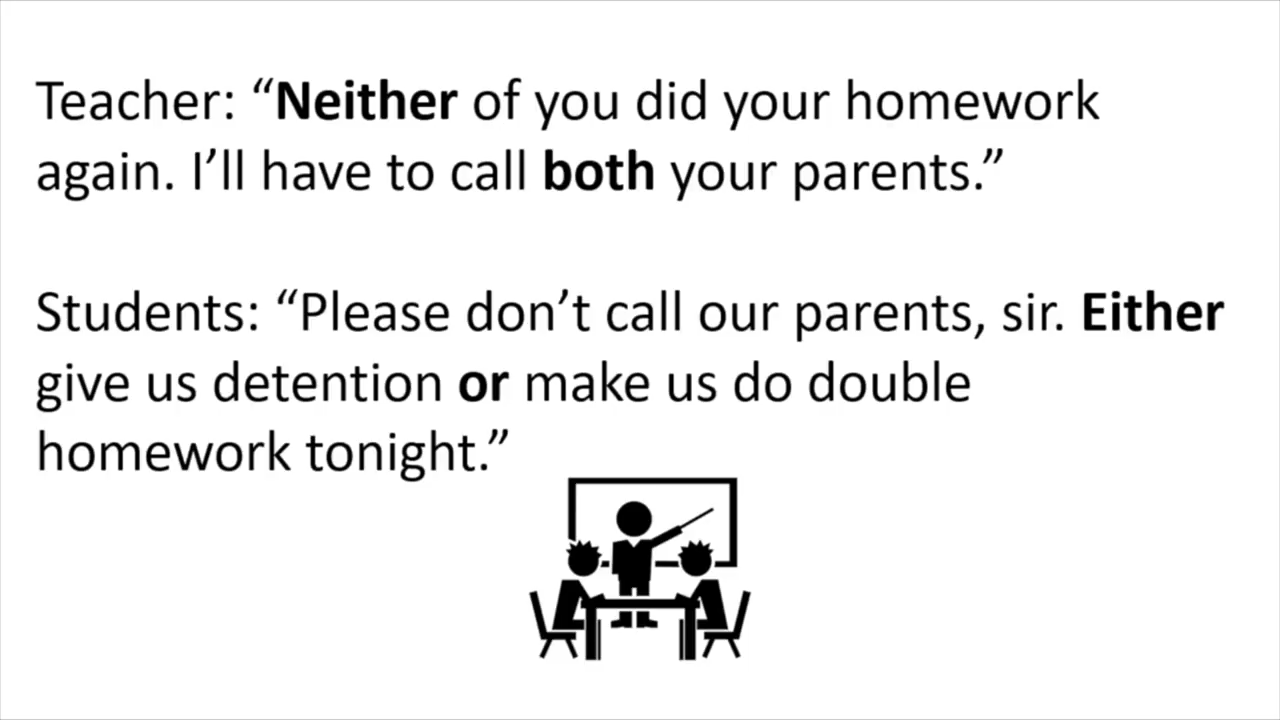 Teacher: “Neither of you did your homework
again. I’ll have to call both your parents.”
Students: “Please don’t call our parents, sir. Either
give us detention or make us do double
homework tonight.”